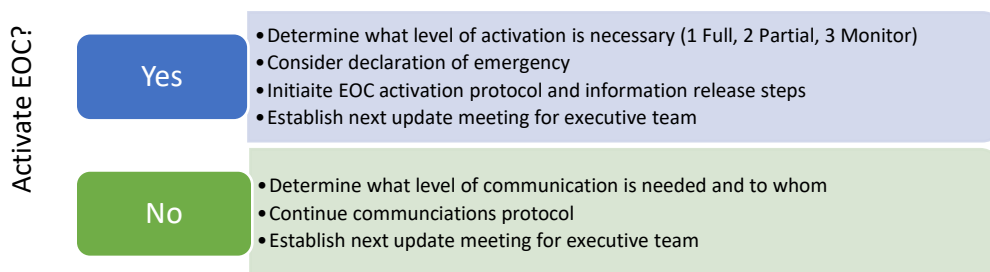 Activate EOC?
Yes
•Determine what level of activation is necessary (1 Full, 2 Partial, 3 Monitor)
•Consider declaration of emergency
•Initiaite EOC activation protocol and information release steps
•Establish next update meeting for executive team
No
•Determine what level of communication is needed and to whom
•Continue communciations protocol
•Establish next update meeting for executive team